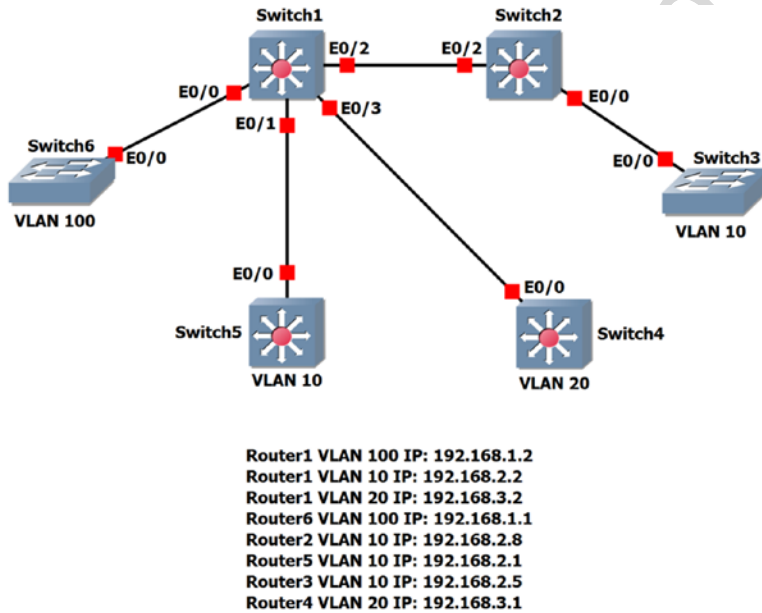 Switch1
Switch2
E0/2
E0/2
E0/0
E0/0
E0/3
E0/1
Switch6
E0/0
E0/0
Switch3
VLAN 100
VLAN 10
E0/0
E0/0
Switch5
Switch4
VLAN 10
VLAN 20
Router1 VLAN 100 IP: 192.168.1.2
Router1 VLAN 10 IP: 192.168.2.2
Router1 VLAN 20 IP: 192.168.3.2
Router6 VLAN 100 IP: 192.168.1.1
Router2 VLAN 10 IP: 192.168.2.8
Router5 VLAN 10 IP: 192.168.2.1
Router3 VLAN 10 IP: 192.168.2.5
Router4 VLAN 20 IP: 192.168.3.1